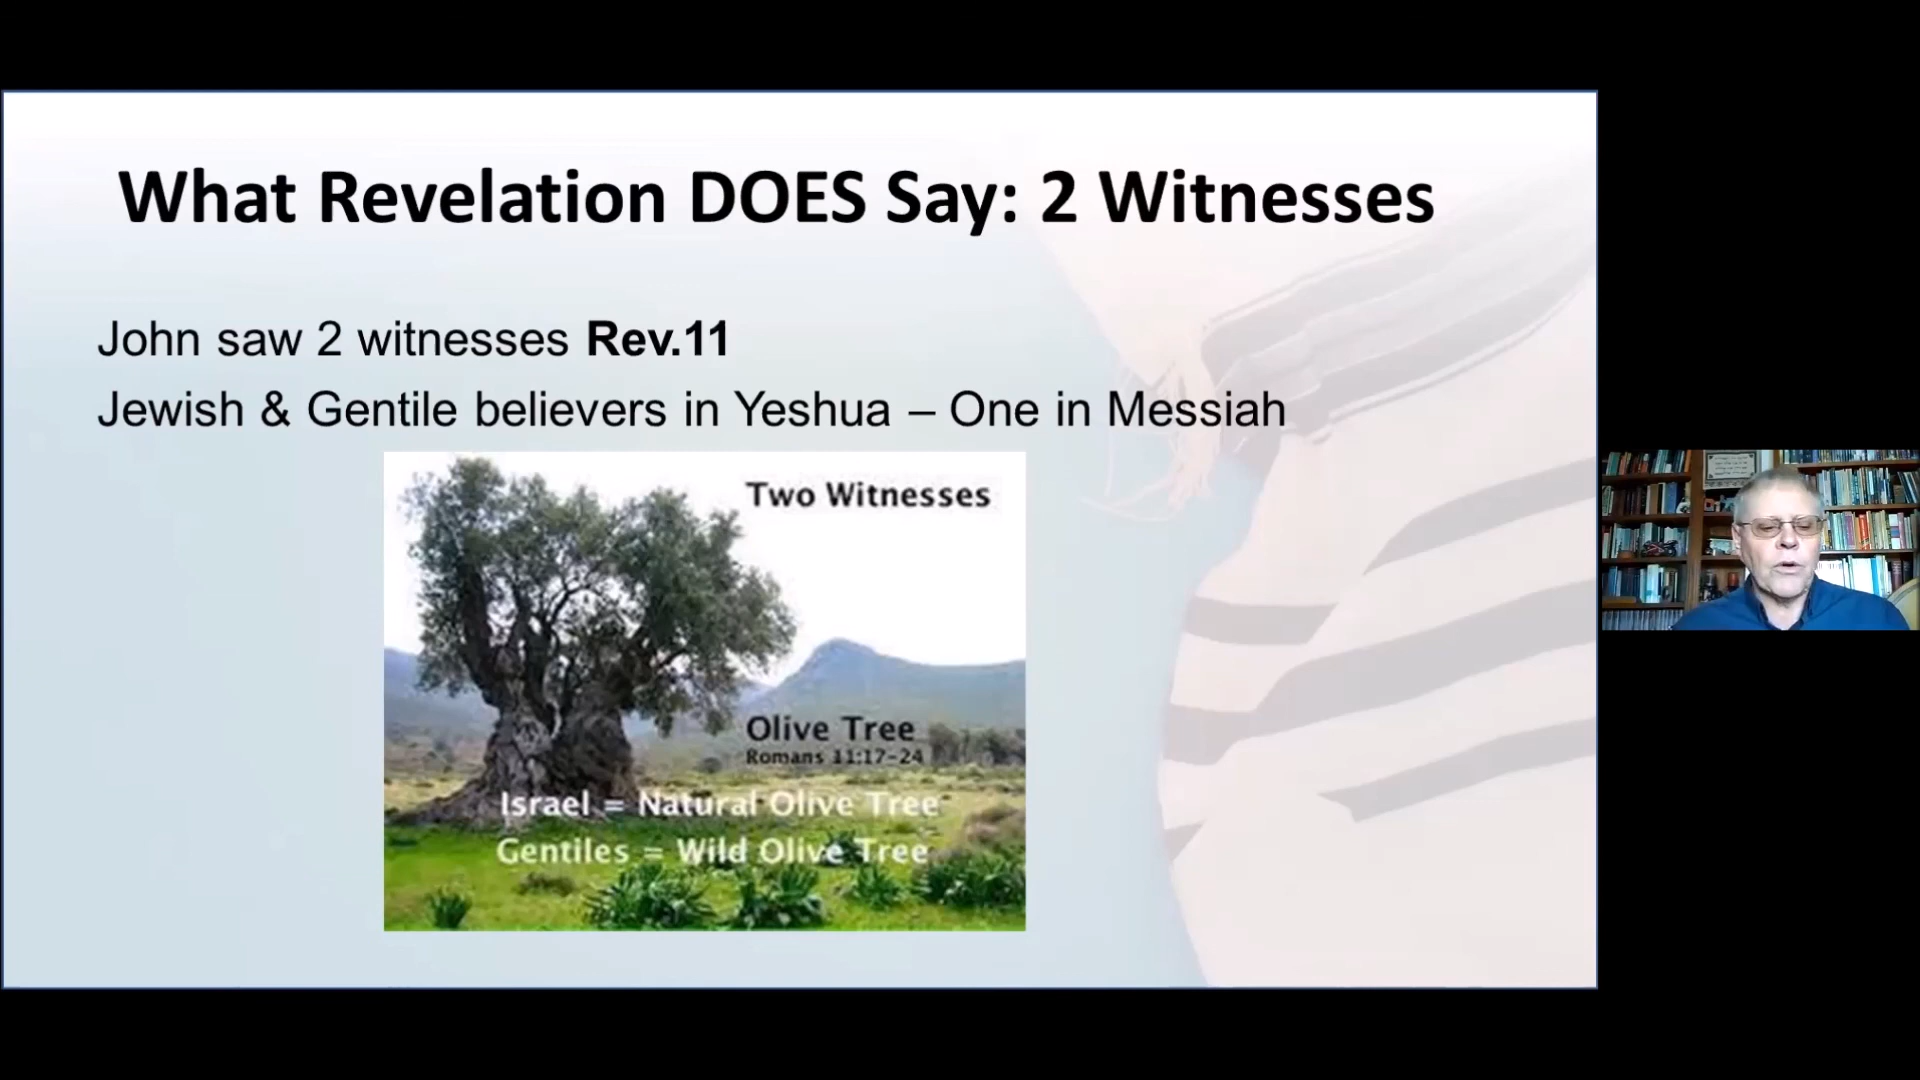 What Revelation DOES Say: 2 Witnesses
John saw 2 witnesses Rev.11
Jewish & Gentile believers in Yeshua – One in Messiah
Two Witnesses
Olive Tree
Romans 11:17-24
Israel = Natural Olive Tree
Gentiles = Wild Olive Tree